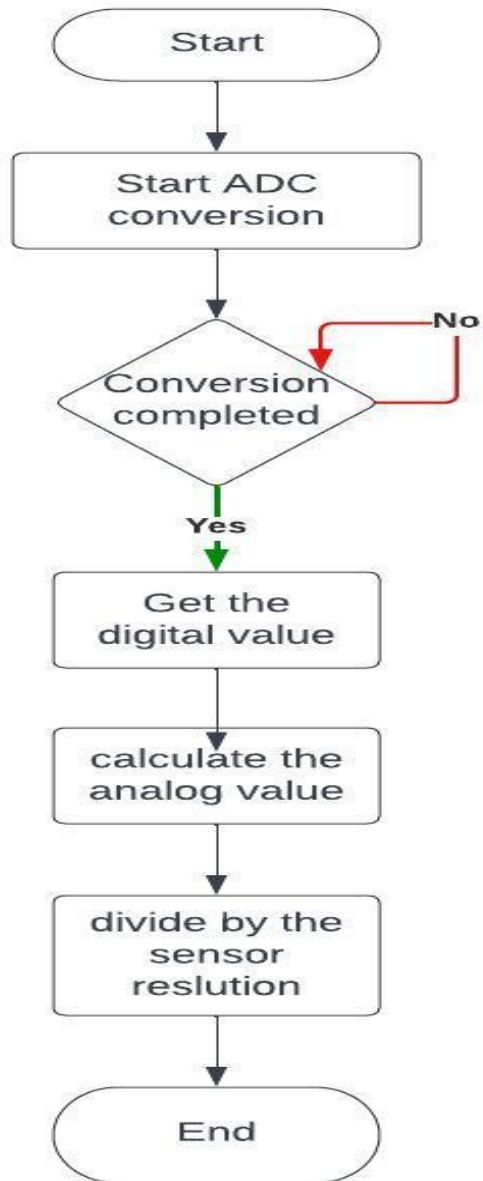 Start
Start ADC
conversion
No
Conversion
completed
Yes
Get the
digital value
calculate the
analog value
divide by the
sensor
reslution
End